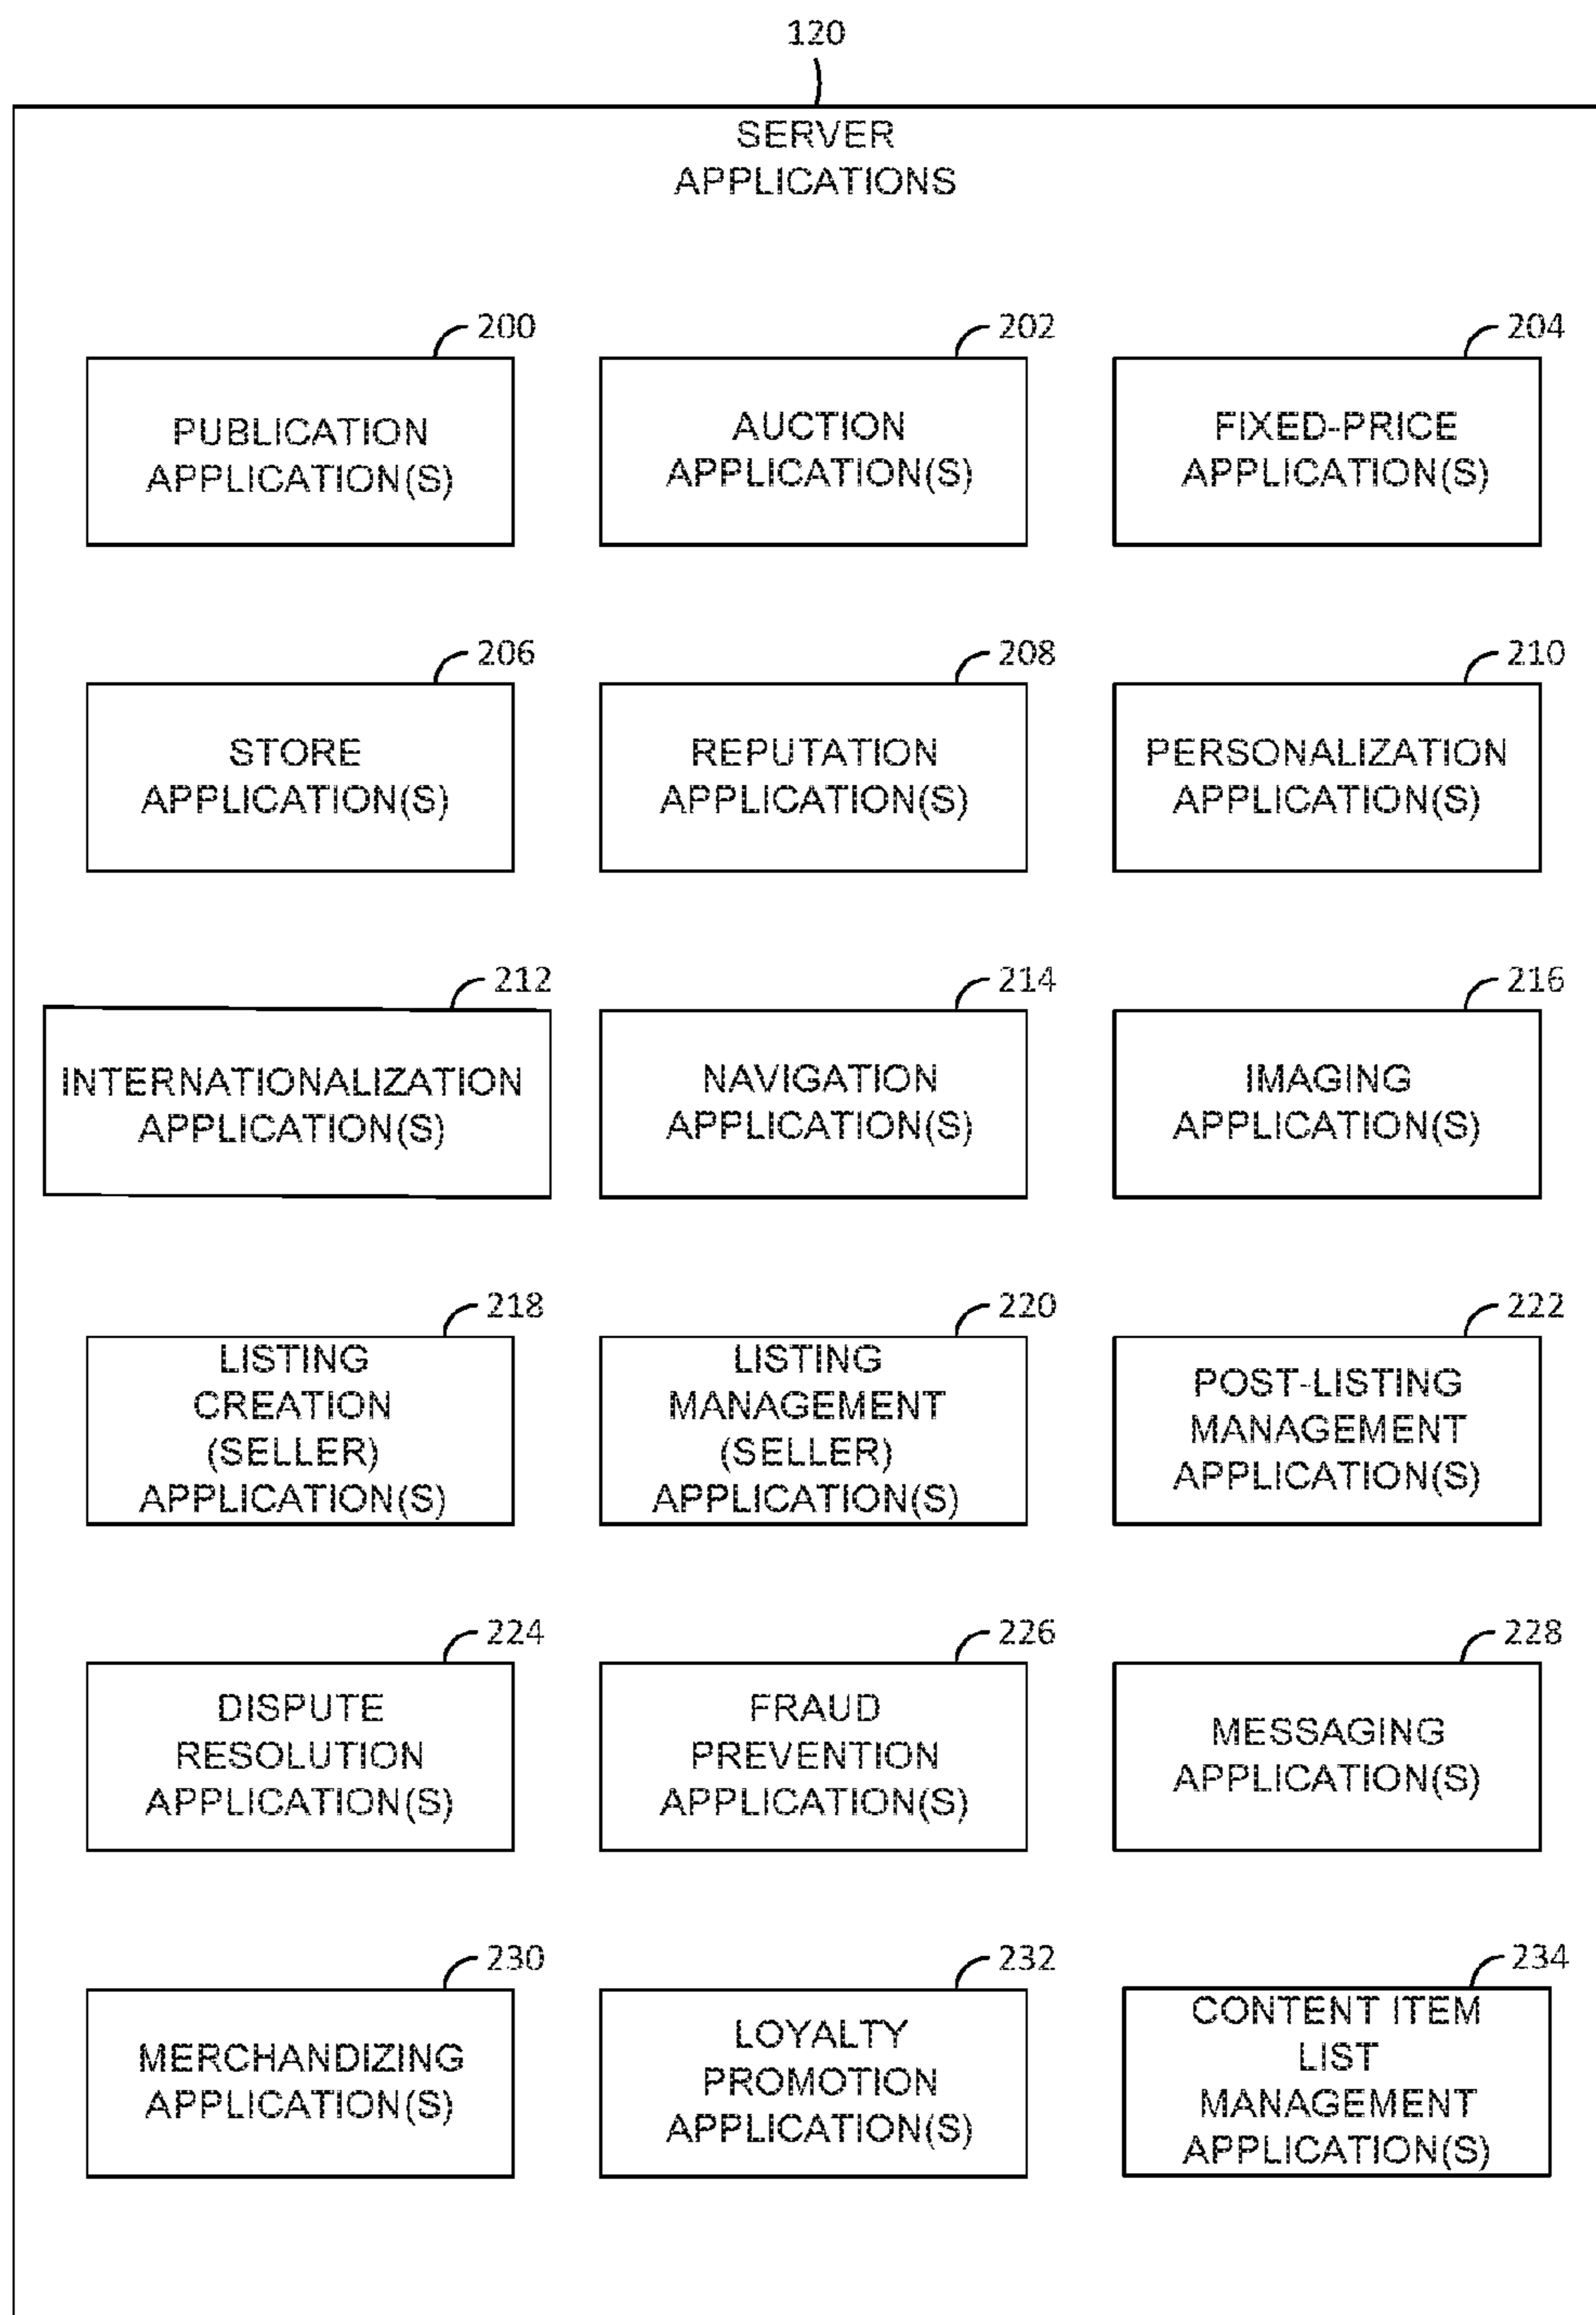 120
SERVER
APPLICATIONS
200
PUBLICATION
APPLICATION(S)
202
AUCTION
APPLICATION(S)
204
FIXED-PRICE
APPLICATION(S)
206
STORE
APPLICATION(S)
208
REPUTATION
APPLICATION(S)
210
PERSONALIZATION
APPLICATION(S)
212
INTERNATIONALIZATION
APPLICATION(S)
214
NAVIGATION
APPLICATION(S)
216
IMAGING
APPLICATION(S)
218
LISTING
CREATION
(SELLER)
APPLICATION(S)
220
LISTING
MANAGEMENT
(SELLER)
APPLICATION(S)
222
POST-LISTING
MANAGEMENT
APPLICATION(S)
224
DISPUTE
RESOLUTION
APPLICATION(S)
226
FRAUD
PREVENTION
APPLICATION(S)
228
MESSAGING
APPLICATION(S)
230
MERCHANDIZING
APPLICATION(S)
232
LOYALTY
PROMOTION
APPLICATION(S)
234
CONTENT ITEM
LIST
MANAGEMENT
APPLICATION(S)